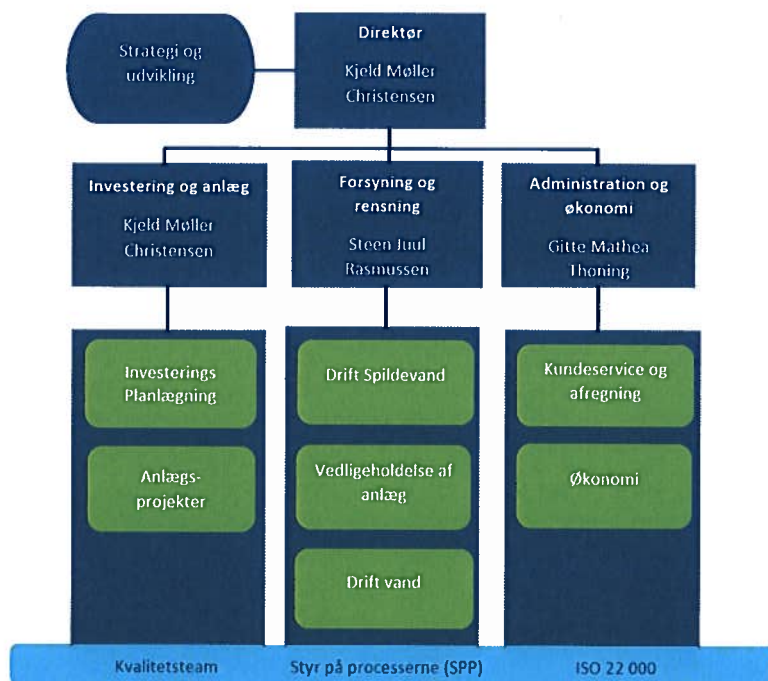 Strategi og
udvikling
Direktør
Kjeld Møller
Christensen
Investering og anlæg
Kjeld Møller
Christensen
Forsyning og
rensning
Steen Juul
Rasmussen
Administration og
økonomi
Gitte Mathea
Thoning
Investerings
Planlægning
Anlægs-
projekter
Drift Spildevand
Vedligeholdelse af
anlæg
Drift vand
Kundeservice og
afregning
Økonomi
Kvalitetsteam
Styr på processerne (SPP)
ISO 22 000